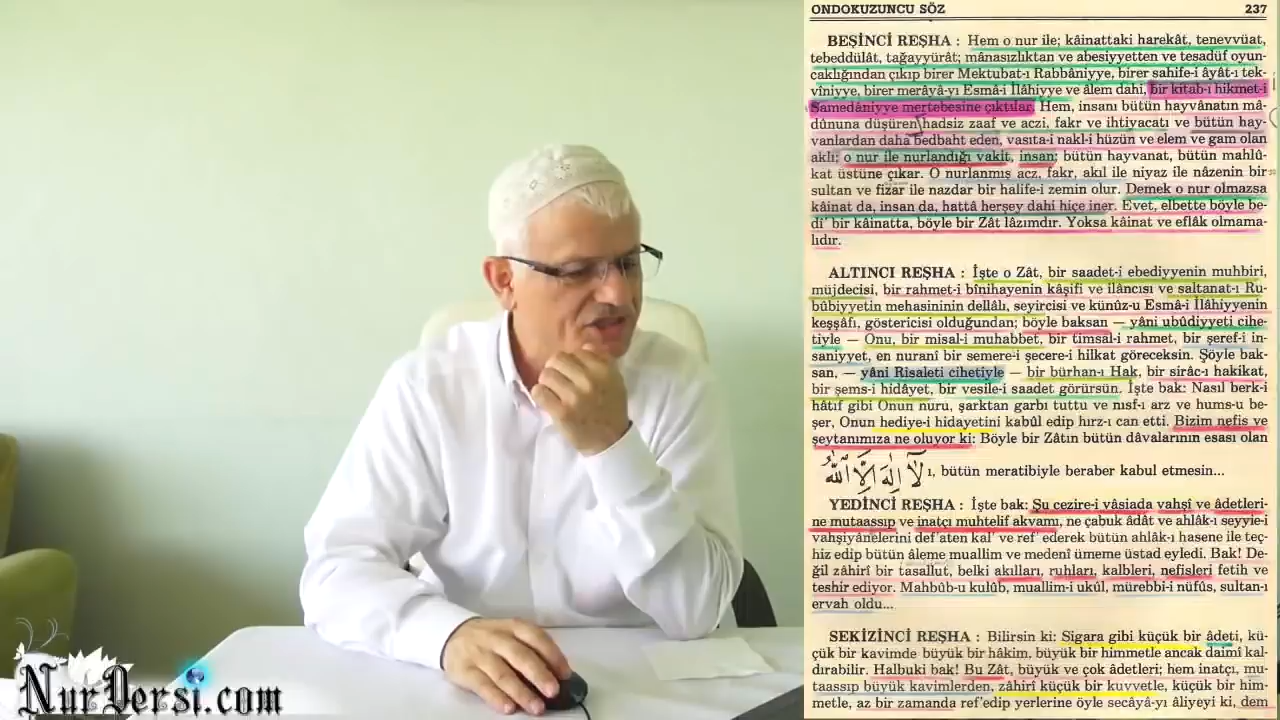 ONDOKUZUNCU SÖZ 237
BEŞİNCİ REŞHA : Hem o nur ile; kâinattaki harekât, tenevvüat,
tebeddülât, tağayyürât; mânasızlıktan ve abesiyyetten ve tesadüf oyun-
caklığından çıkıp birer Mektubat-ı Rabbâniyye, birer sahife-i âyât-ı tek-
vîniyye, birer merâyâ-yı Esmâ-i İlâhiyye ve âlem dahi, bir kitab-ı hikmet-i
Samedâniyye mertebesine çıktılar. Hem, insanı bütün hayvânatın mâ-
dûnuna düşüren hadsiz zaaf ve aczi, fakr ve ihtiyacatı ve bütün hay-
vanlardan daha bedbaht eden, vasıta-i nakl-i hüzün ve elem ve gam olan
aklı; o nur ile nurlandığı vakit, insan; bütün hayvanat, bütün mahlû-
kat üstüne çıkar. O nurlanmış acz, fakr, akıl ile niyaz ile nâzenin bir
sultan ve fîzar ile nazdar bir halife-i zemin olur. Demek o nur olmazsa
kâinat da, insan da, hattâ herşey dahi hiçe iner. Evet, elbette böyle be-
dî' bir kâinatta, böyle bir Zât lâzımdır. Yoksa kâinat ve eflâk olmama-
lıdır.
ALTINCI REŞHA : İşte o Zât, bir saadet-i ebediyyenin muhbiri,
müjdecisi, bir rahmet-i bînihayenin kâşifi ve ilâncısı ve saltanat-ı Ru-
bûbiyyetin mehasininin dellâlı, seyircisi ve künûz-u Esmâ-i İlâhiyyenin
keşşafı, göstericisi olduğundan; böyle baksan — yâni ubûdiyyeti cihe-
tiyle — Onu, bir misal-i muhabbet, bir timsal-i rahmet, bir şeref-i in-
saniyyet, en nuranî bir semere-i şecere-i hilkat göreceksin. Şöyle bak-
san, — yâni Risaleti cihetiyle — bir bürhan-ı Hak, bir sirâc-ı hakikat,
bir şems-i hidâyet, bir vesile-i saadet görürsün. İşte bak: Nasıl berk-i
hâtıf gibi Onun nuru, şarktan garbı tuttu ve nısf-ı arz ve hums-u be-
şer, Onun hediye-i hidayetini kabûl edip hırz-ı can etti. Bizim nefis ve
şeytanımıza ne oluyor ki: Böyle bir Zâtın bütün dâvalarının esası olan
لَآ اِلٰهَ اِلَّا اللّٰهُ ı, bütün meratibiyle beraber kabul etmesin...
YEDİNCİ REŞHA : İşte bak: Şu cezire-i vâsiada vahşî ve âdetleri-
ne mutaassıp ve inatçı muhtelif akvamı, ne çabuk âdât ve ahlâk-ı seyyie-i
vahşiyânelerini def'aten kal' ve ref' ederek bütün ahlâk-ı hasene ile teç-
hiz edip bütün âleme muallim ve medenî ümeme üstad eyledi. Bak! De-
ğil zâhirî bir tasallut, belki akılları, ruhları, kalbleri, nefisleri fetih ve
teshir ediyor. Mahbûb-u kulûb, muallim-i ukûl, mürebbi-i nüfûs, sultan-ı
ervah oldu...
SEKİZİNCİ REŞHA : Bilirsin ki: Sigara gibi küçük bir âdeti, kü-
çük bir kavimde büyük bir hâkim, büyük bir himmetle ancak daimî kal-
dırabilir. Halbuki bak! Bu Zât, büyük ve çok âdetleri; hem inatçı, mu-
taassıp büyük kavimlerden, zâhirî küçük bir kuvvetle, küçük bir him-
metle, az bir zamanda ref'edip yerlerine öyle secâyâ-yı âliyeyi ki, dem
NurDersi.com